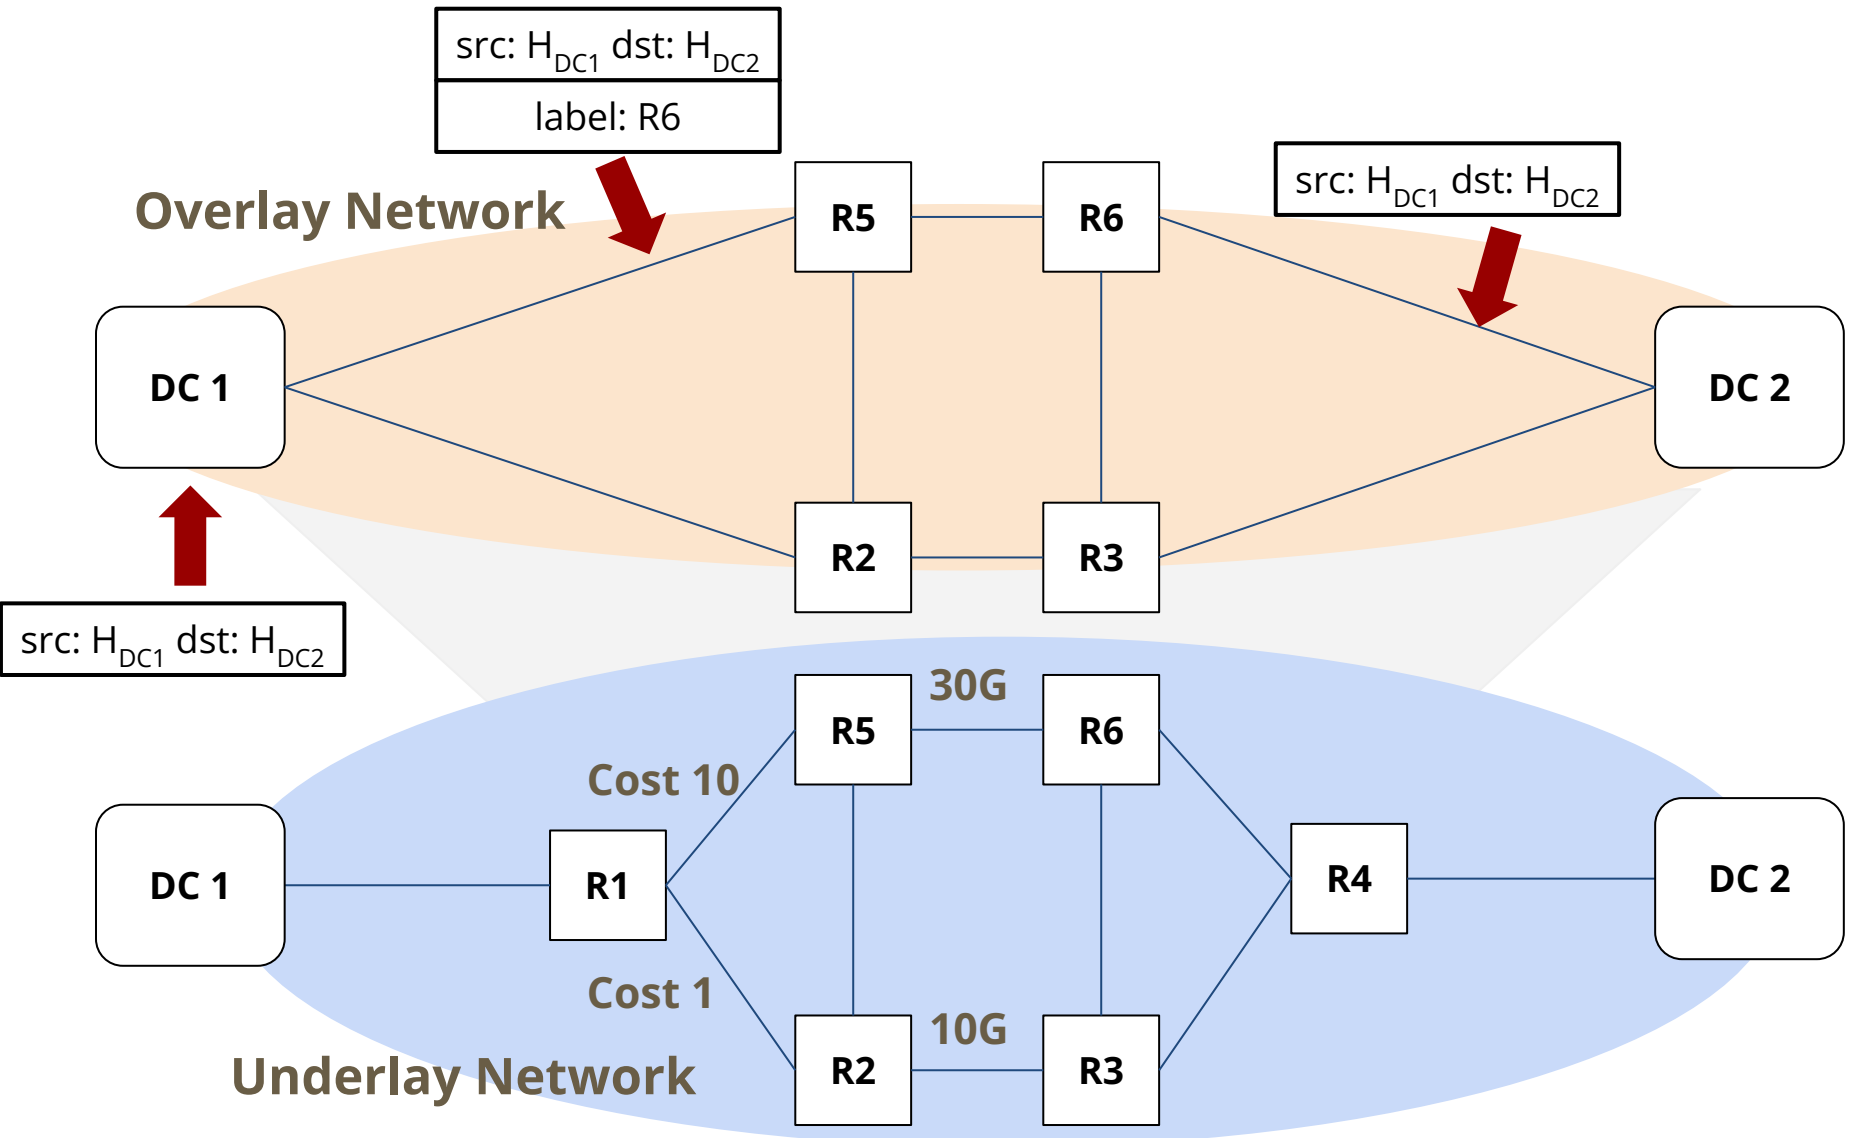 src: H_DC1 dst: H_DC2
label: R6
Overlay Network
src: H_DC1 dst: H_DC2
R5
R6
DC 1
DC 2
R2
R3
src: H_DC1 dst: H_DC2
30G
R5
R6
Cost 10
DC 1
R1
R4
DC 2
Cost 1
10G
R2
R3
Underlay Network